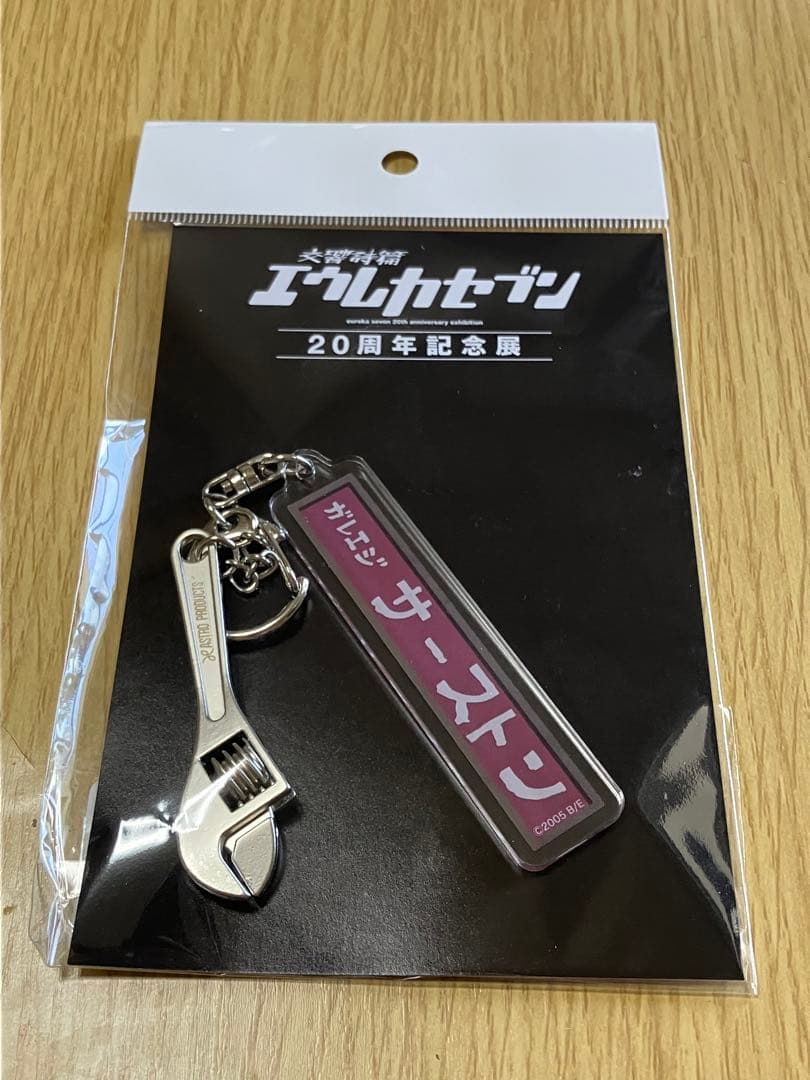 交響詩篇
エウレカセブン
eureka seven 20th anniversary exhibition
20周年記念展
ガレエジ サーストン
©2005 B/E
ASTRO PRODUCTS